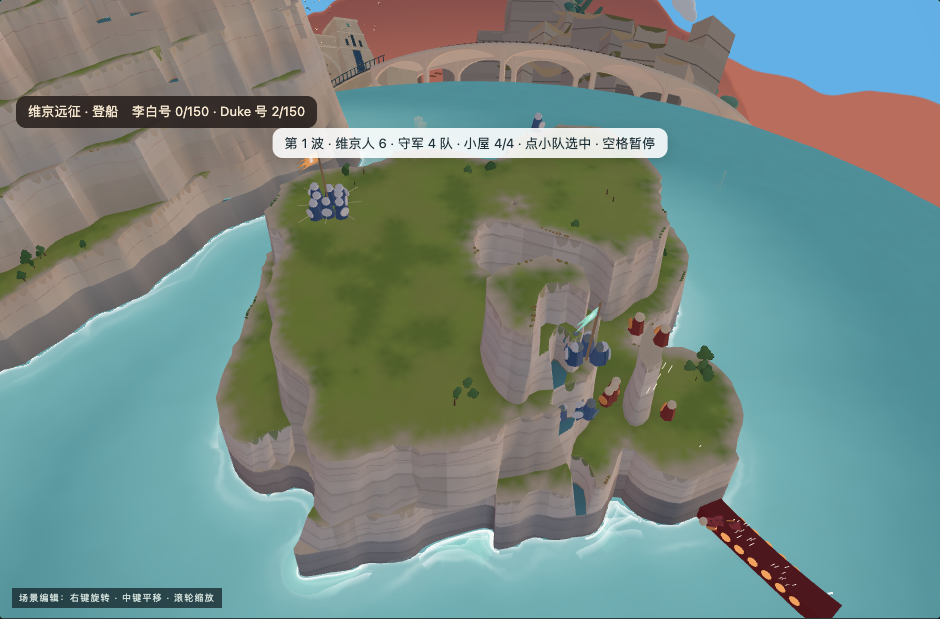 维京远征 · 登船　李白号 0/150 · Duke 号 2/150
第 1 波 · 维京人 6 · 守军 4 队 · 小屋 4/4 · 点小队选中 · 空格暂停
场景编辑：右键旋转 · 中键平移 · 滚轮缩放